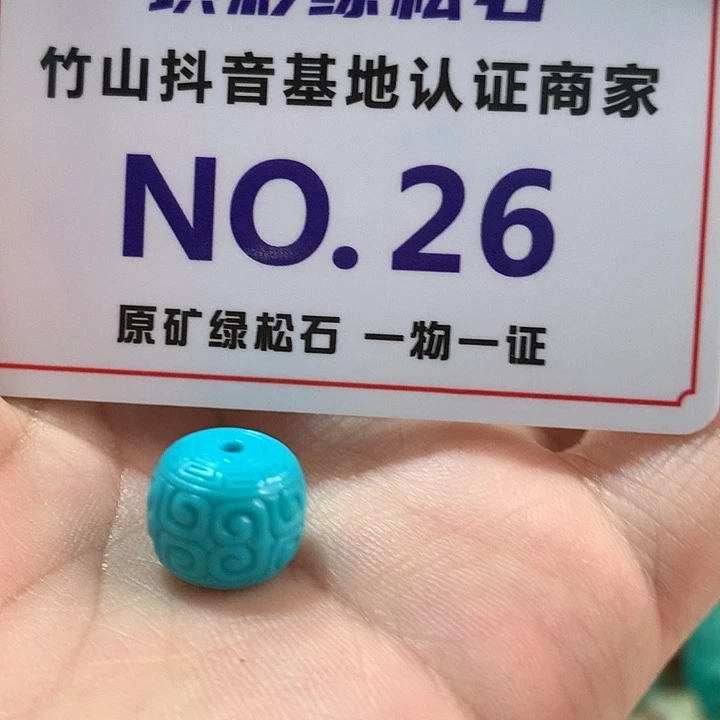 竹山抖音基地认证商家
NO.26
原矿绿松石 一物一证